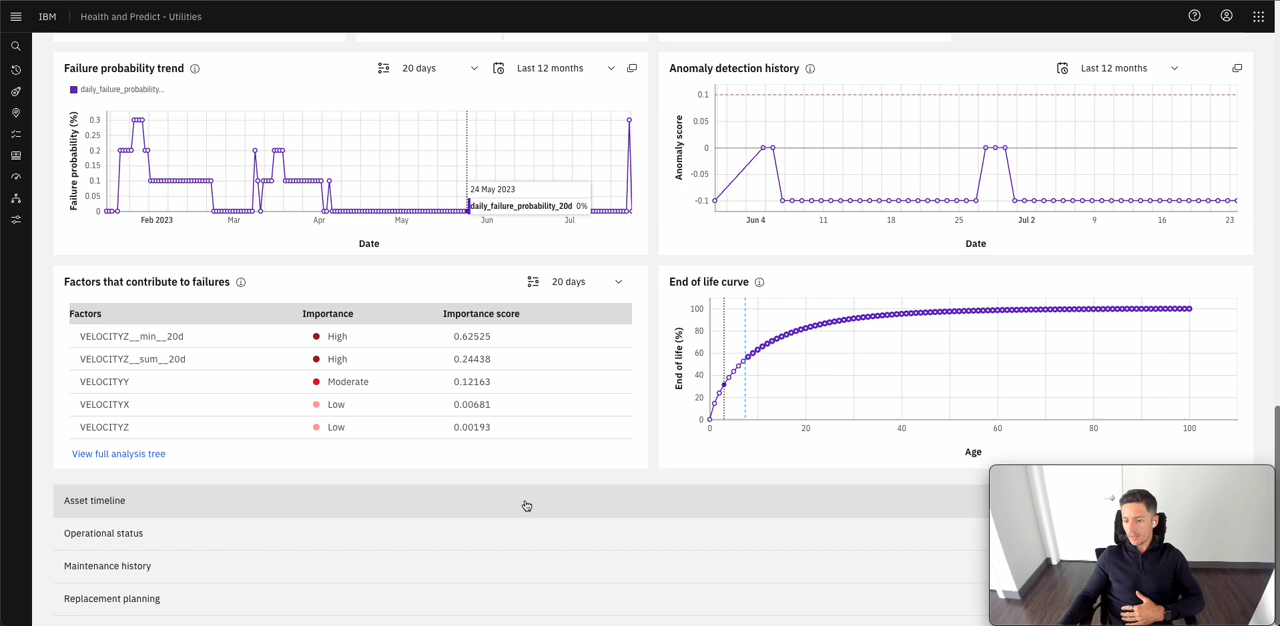 IBM Health and Predict - Utilities
Failure probability trend
20 days
Last 12 months
daily_failure_probability...
Failure probability (%)
0.3
0.25
0.2
0.15
0.1
0.05
0
24 May 2023
daily_failure_probability_20d 0%
Feb 2023 Mar Apr May Jun Jul
Date
Anomaly detection history
Last 12 months
Anomaly score
0.1
0.05
0
-0.05
-0.1
Jun 4 11 18 25 Jul 2 9 16 23
Date
Factors that contribute to failures
20 days
Factors Importance Importance score
VELOCITYZ__min__20d High 0.62525
VELOCITYZ__sum__20d High 0.24438
VELOCITYY Moderate 0.12163
VELOCITYX Low 0.00681
VELOCITYZ Low 0.00193
View full analysis tree
End of life curve
End of life (%)
100
80
60
40
20
0
0 20 40 60 80 100
Age
Asset timeline
Operational status
Maintenance history
Replacement planning